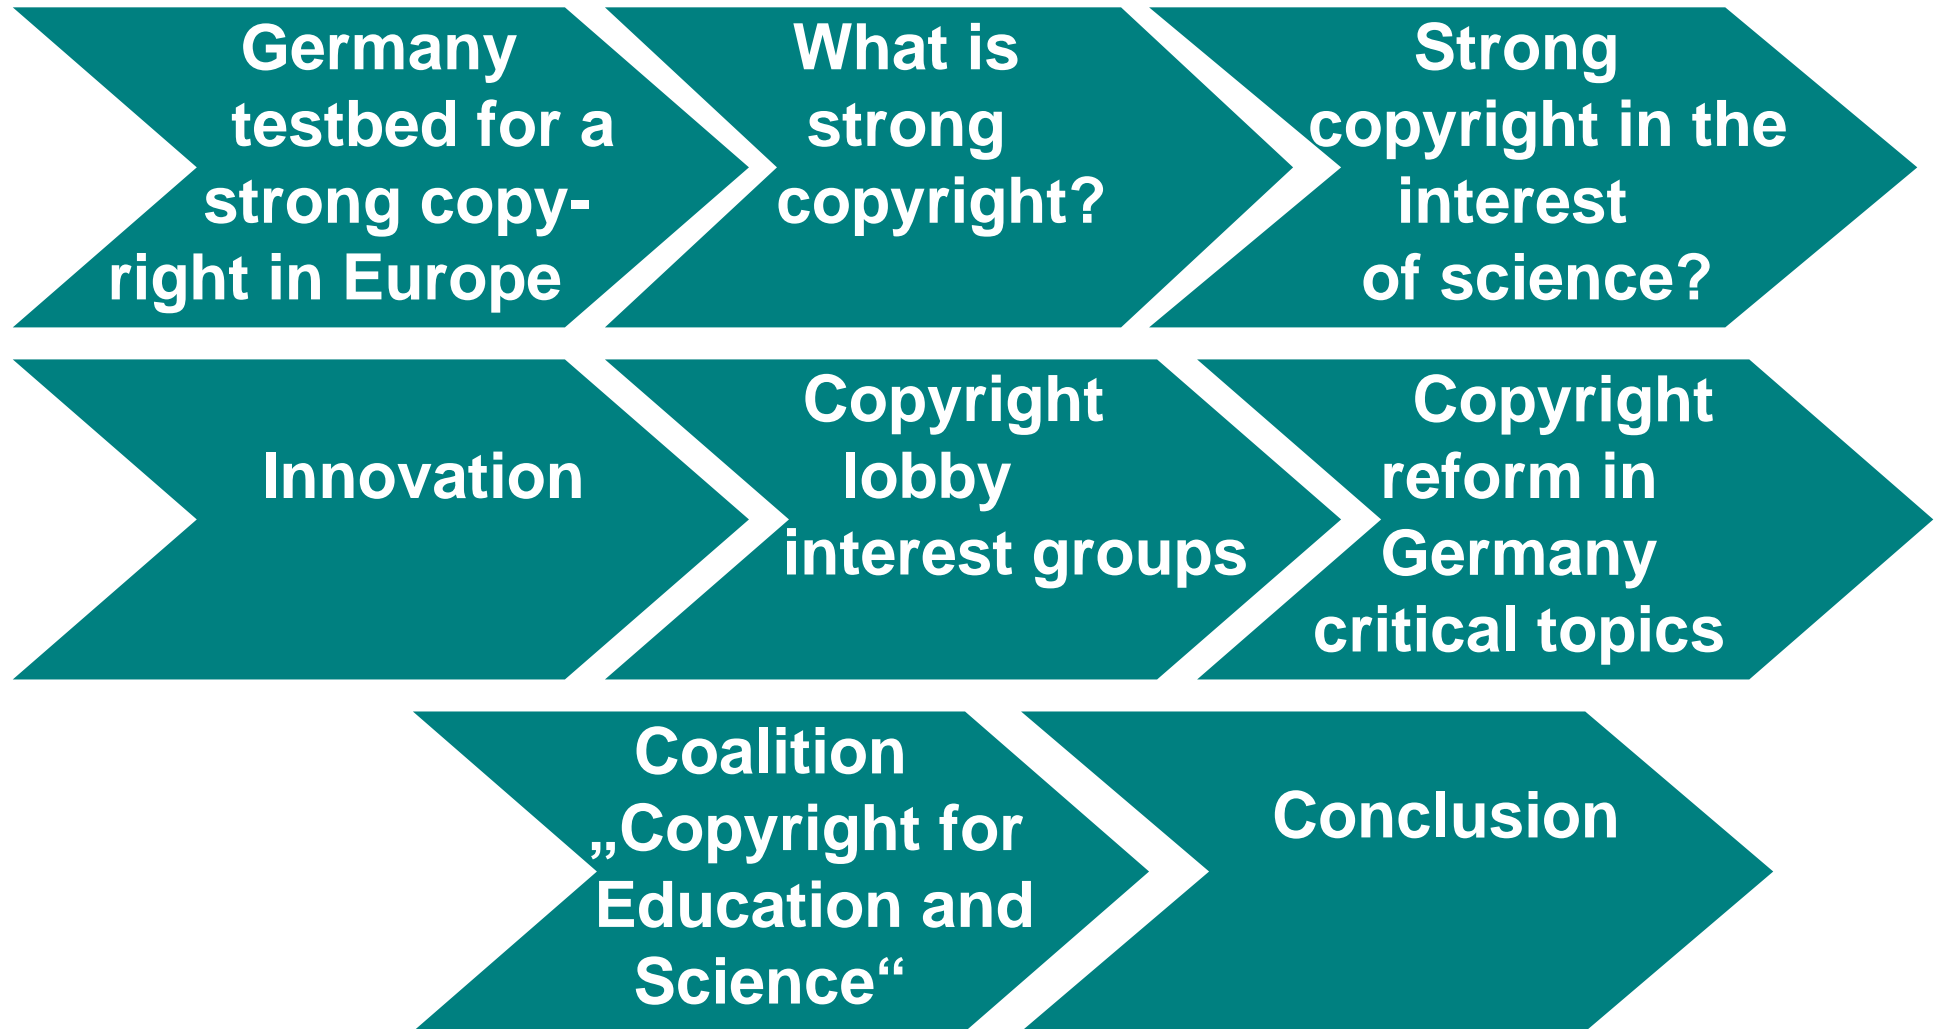 Germany
testbed for a
strong copy-
right in Europe
What is
strong
copyright?
Strong
copyright in the
interest
of science?
Innovation
Copyright
lobby
interest groups
Copyright
reform in
Germany
critical topics
Coalition
„Copyright for
Education and
Science“
Conclusion